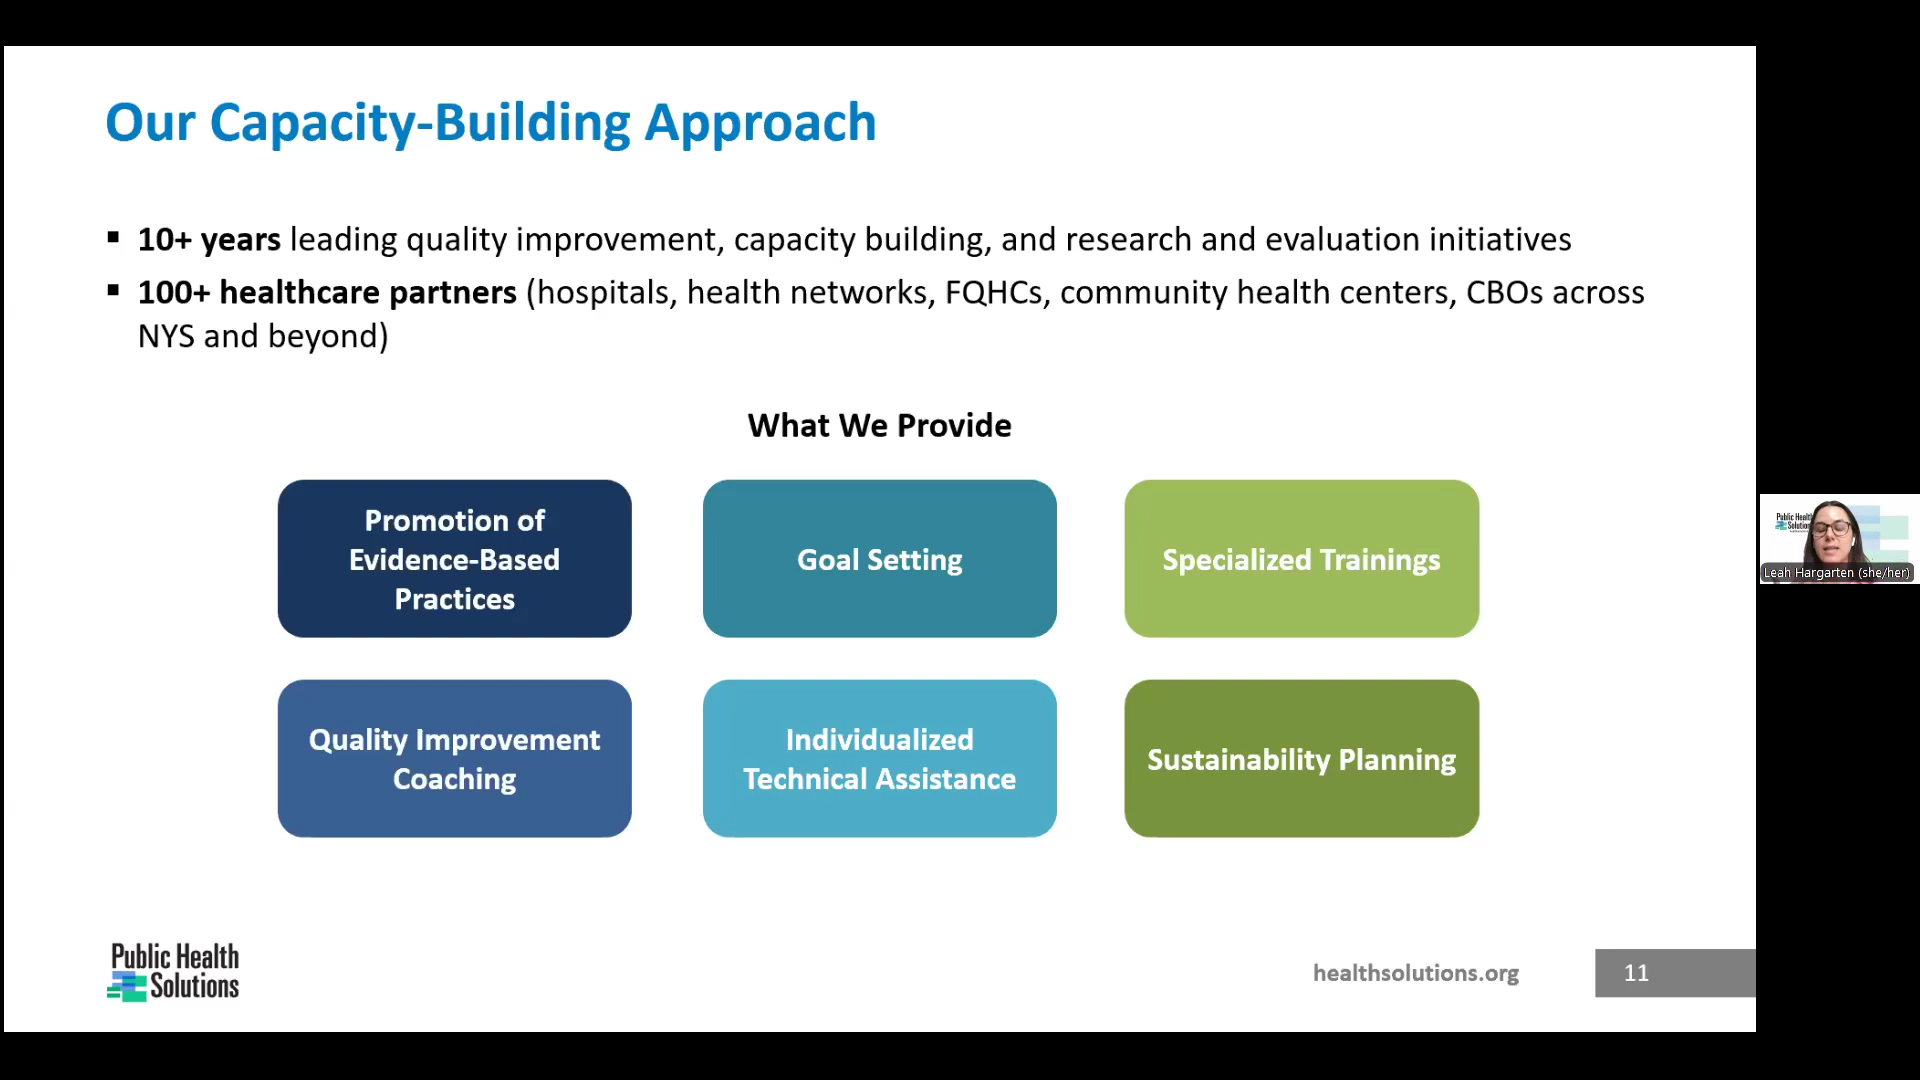 Our Capacity-Building Approach
▪ 10+ years leading quality improvement, capacity building, and research and evaluation initiatives
▪ 100+ healthcare partners (hospitals, health networks, FQHCs, community health centers, CBOs across
NYS and beyond)
What We Provide
Promotion of
Evidence-Based
Practices
Goal Setting
Specialized Trainings
Quality Improvement
Coaching
Individualized
Technical Assistance
Sustainability Planning
Public Health
Solutions
Leah Hargarten (she/her)
Public Health
Solutions
healthsolutions.org
11